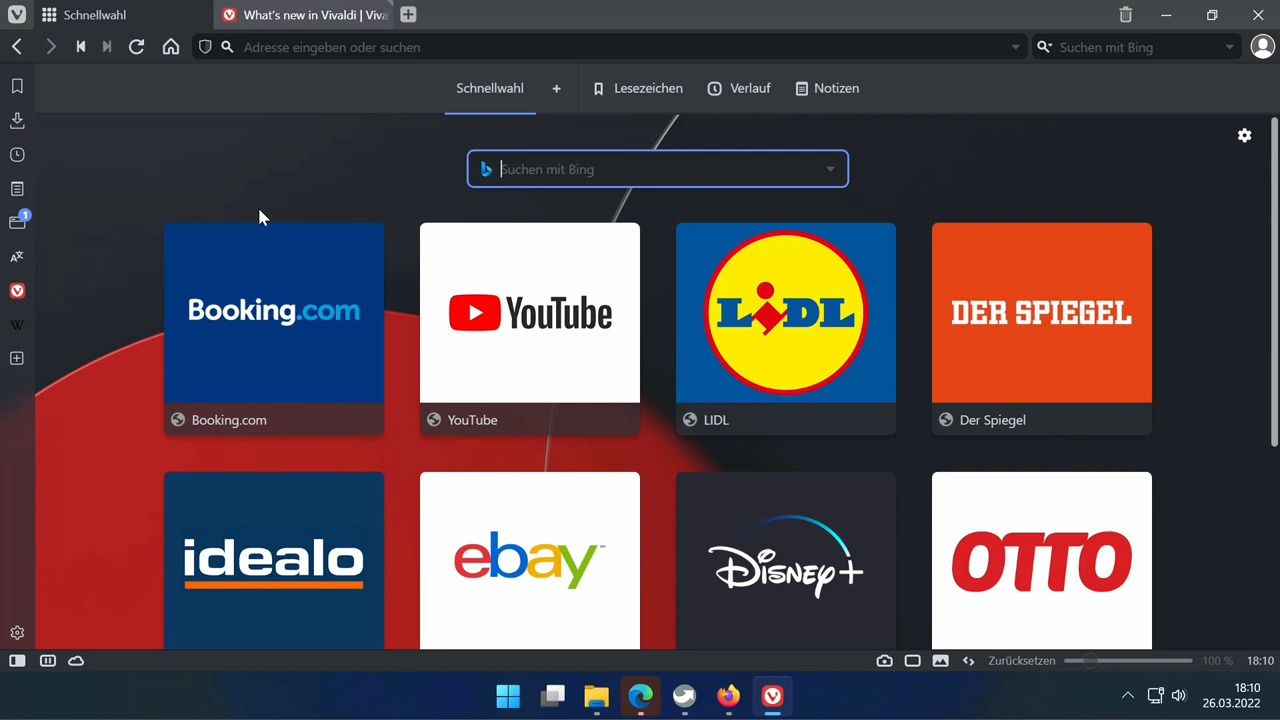 Schnellwahl
What's new in Vivaldi | Viva
Adresse eingeben oder suchen
Suchen mit Bing
Schnellwahl
Lesezeichen
Verlauf
Notizen
Suchen mit Bing
1
W
Booking.com
YouTube
LIDL
DER SPIEGEL
Booking.com
YouTube
LIDL
Der Spiegel
idealo
ebay™
Disney+
OTTO
Zurücksetzen
100 %
18:10
18:10
26.03.2022